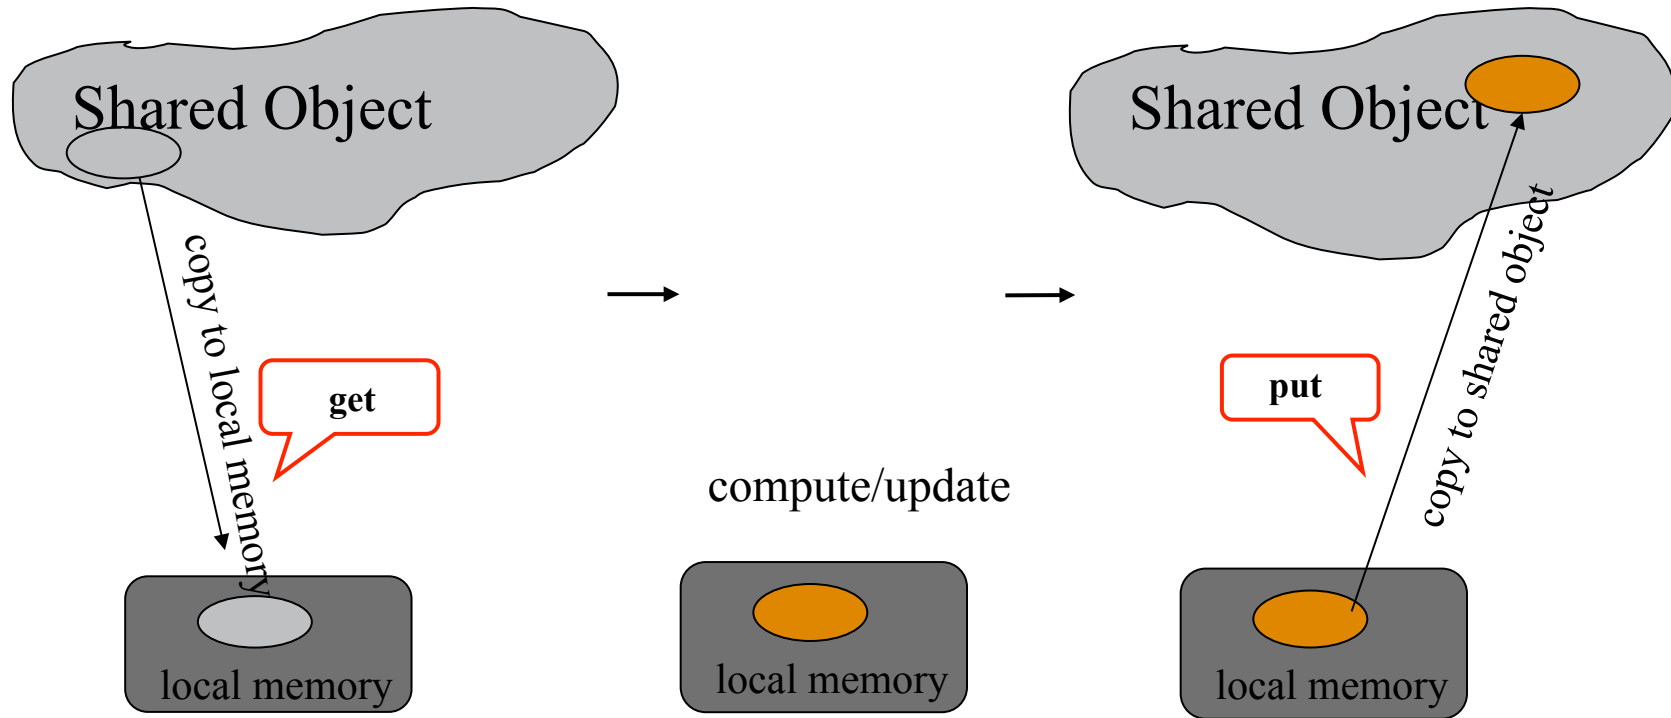 Shared Object
copy to local memory
get
local memory
compute/update
local memory
Shared Object
put
copy to shared object
local memory